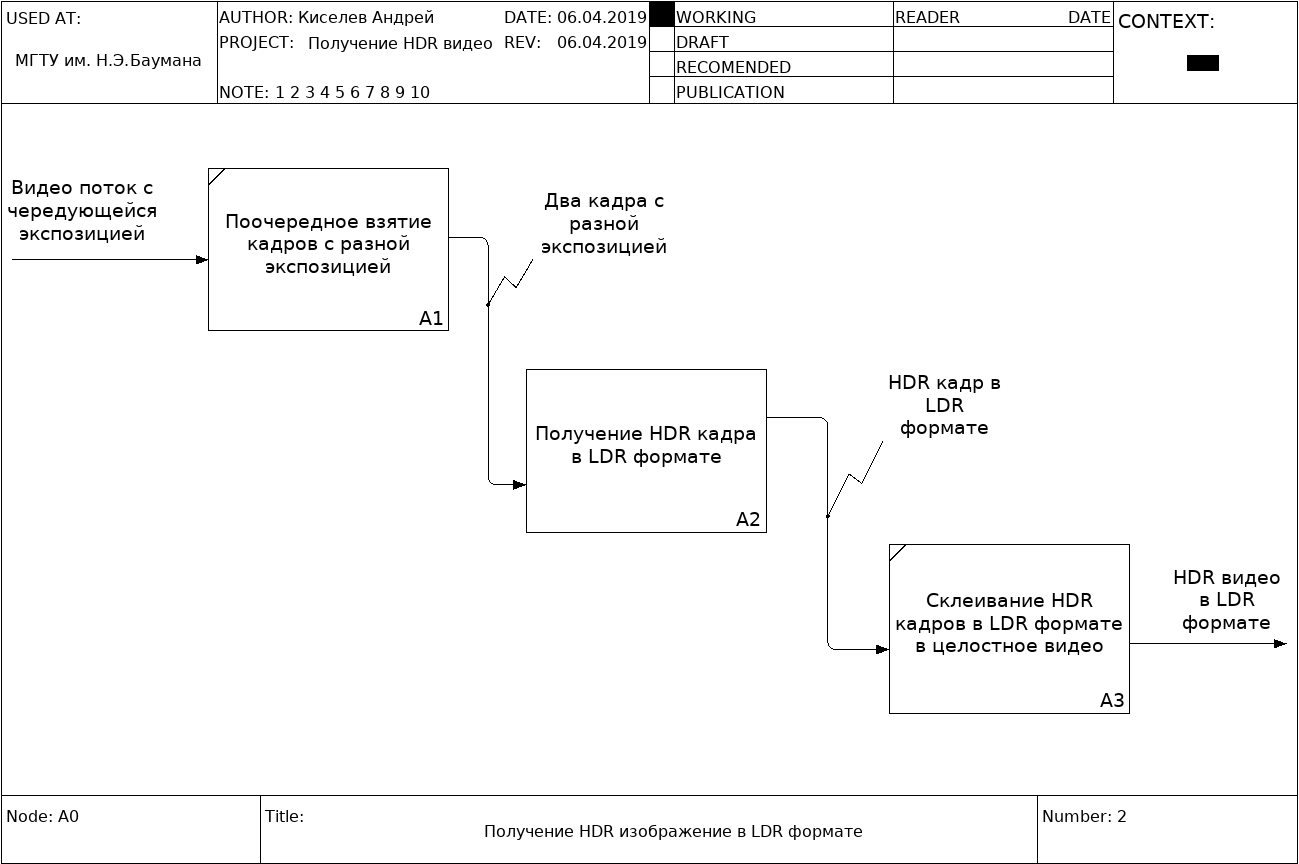 USED AT:
МГТУ им. Н.Э.Баумана
AUTHOR: Киселев Андрей
DATE: 06.04.2019
PROJECT: Получение HDR видео
REV: 06.04.2019
NOTE: 1 2 3 4 5 6 7 8 9 10
WORKING
DRAFT
RECOMENDED
PUBLICATION
READER
DATE
CONTEXT:
Видео поток с
чередующейся
экспозицией
Поочередное взятие
кадров с разной
экспозицией
A1
Два кадра с
разной
экспозицией
Получение HDR кадра
в LDR формате
A2
HDR кадр в
LDR
формате
Склеивание HDR
кадров в LDR формате
в целостное видео
A3
HDR видео
в LDR
формате
Node: A0
Title:
Получение HDR изображение в LDR формате
Number: 2